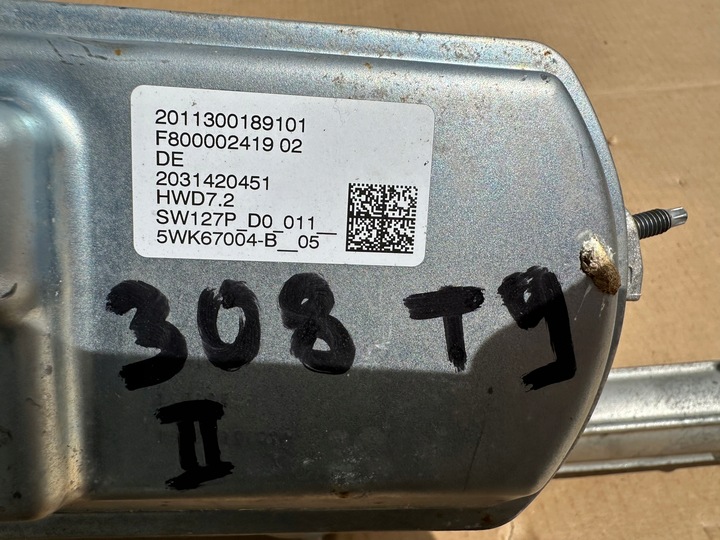 2011300189101
F800002419 02
DE
2031420451
HWD7.2
SW127P_D0_011__
5WK67004-B__05
308 T9
II